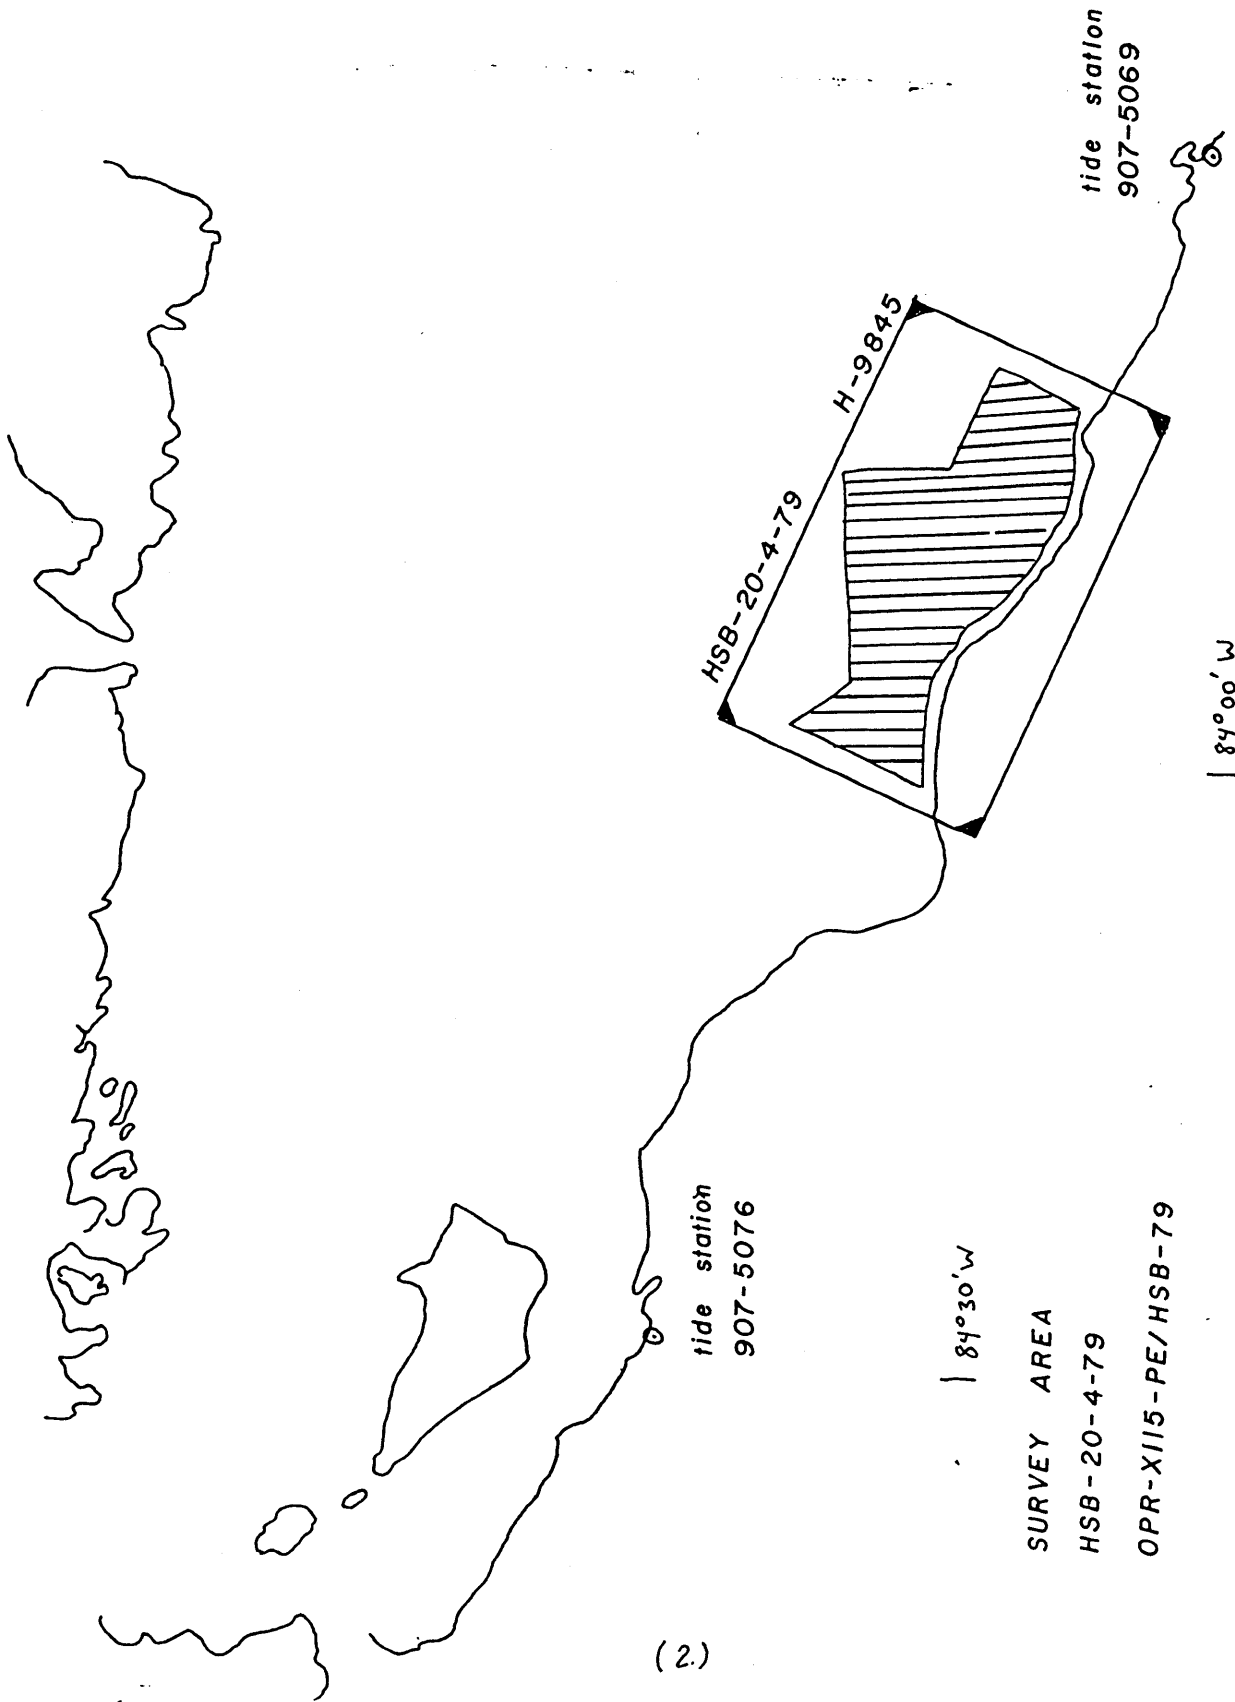 tide station
907-5069
H-9845
HSB-20-4-79
84°00'W
tide station
907-5076
84°30'W
SURVEY AREA
HSB-20-4-79
OPR-X115-PE/HSB-79
(2.)